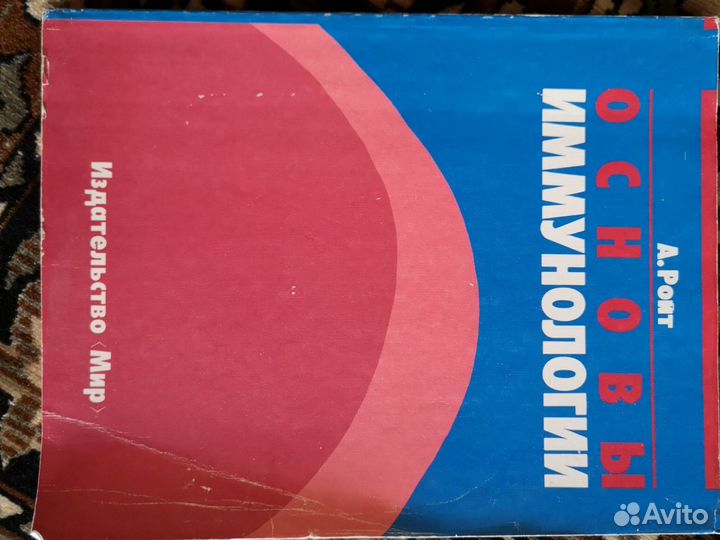 А. Ройт
ОСНОВЫ
ИММУНОЛОГИИ
Издательство ‹Мир›
Avito